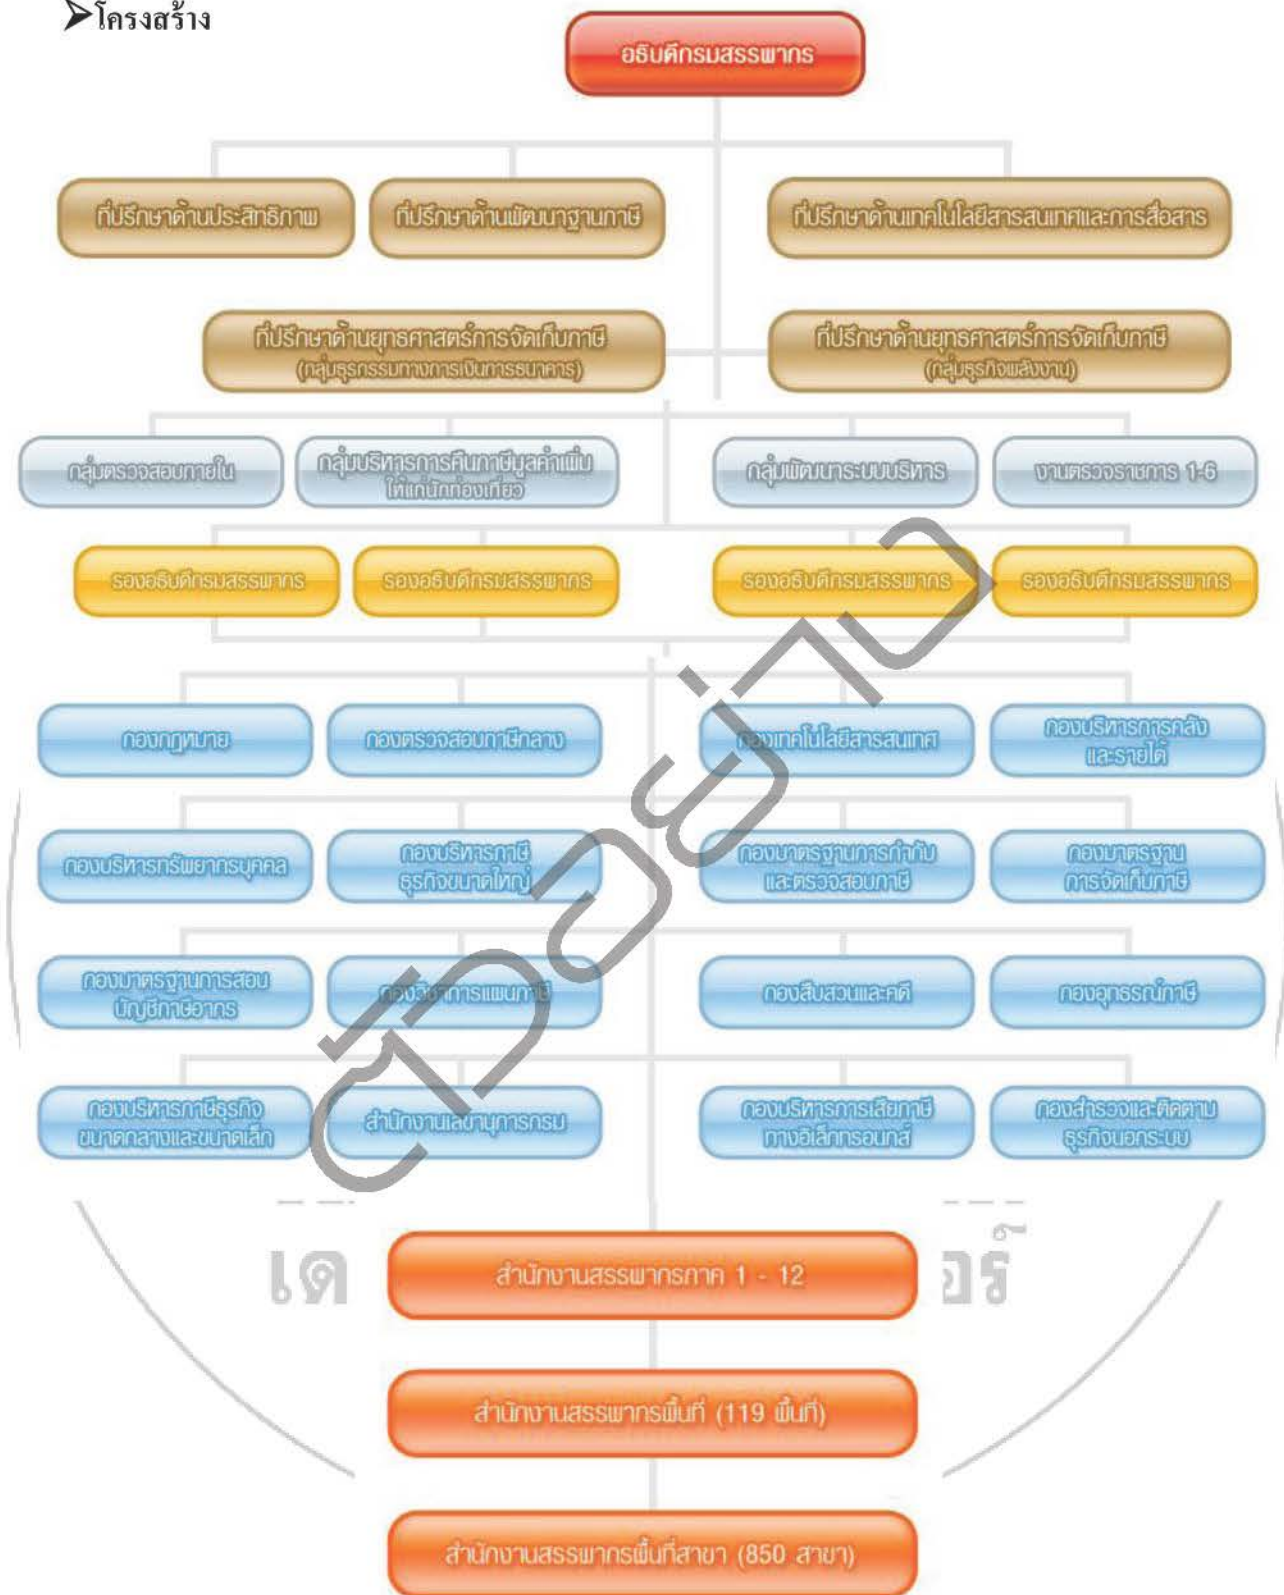 ➤โครงสร้าง
อธิบดีกรมสรรพากร
ที่ปรึกษาด้านประสิทธิภาพ
ที่ปรึกษาด้านพัฒนาฐานภาษี
ที่ปรึกษาด้านเทคโนโลยีสารสนเทศและการสื่อสาร
ที่ปรึกษาด้านยุทธศาสตร์การจัดเก็บภาษี
(กลุ่มธุรกรรมทางการเงินการธนาคาร)
ที่ปรึกษาด้านยุทธศาสตร์การจัดเก็บภาษี
(กลุ่มธุรกิจพลังงาน)
กลุ่มตรวจสอบภายใน
กลุ่มบริหารการคืนภาษีมูลค่าเพิ่ม
ให้แก่นักท่องเที่ยว
กลุ่มพัฒนาระบบบริหาร
งานตรวจราชการ 1-6
รองอธิบดีกรมสรรพากร
รองอธิบดีกรมสรรพากร
รองอธิบดีกรมสรรพากร
รองอธิบดีกรมสรรพากร
กองกฎหมาย
กองตรวจสอบภาษีกลาง
กองเทคโนโลยีสารสนเทศ
กองบริหารการคลัง
และรายได้
กองบริหารทรัพยากรบุคคล
กองบริหารภาษี
ธุรกิจขนาดใหญ่
กองมาตรฐานการกำกับ
และตรวจสอบภาษี
กองมาตรฐาน
การจัดเก็บภาษี
กองมาตรฐานการสอบ
บัญชีภาษีอากร
กองวิชาการแผนภาษี
กองสืบสวนและคดี
กองอุทธรณ์ภาษี
กองบริหารภาษีธุรกิจ
ขนาดกลางและขนาดเล็ก
สำนักงานเลขานุการกรม
กองบริหารการเสียภาษี
ทางอิเล็กทรอนิกส์
กองสำรวจและติดตาม
ธุรกิจนอกระบบ
ตัวอย่าง
เด
อร์
สำนักงานสรรพากรภาค 1 - 12
สำนักงานสรรพากรพื้นที่ (119 พื้นที่)
สำนักงานสรรพากรพื้นที่สาขา (850 สาขา)